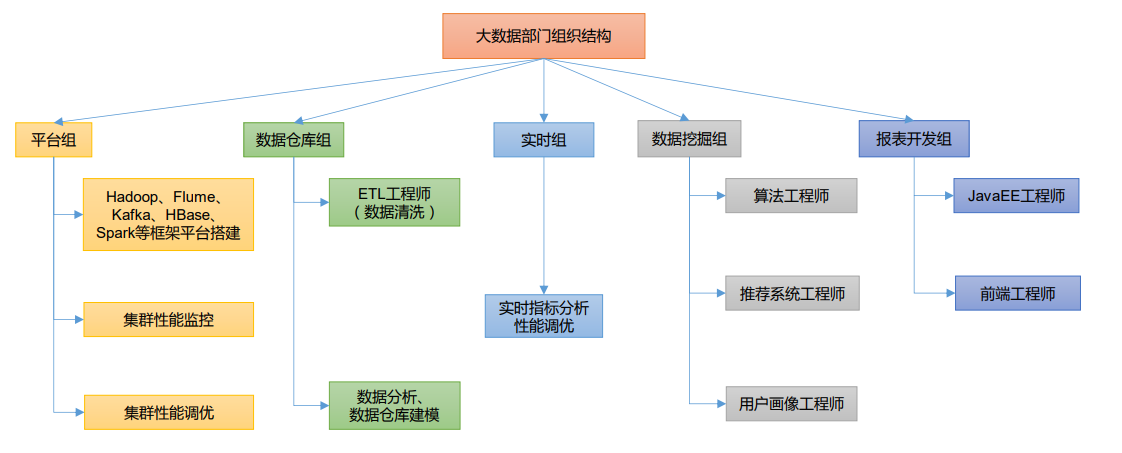 大数据部门组织结构
平台组
数据仓库组
实时组
数据挖掘组
报表开发组
Hadoop、Flume、
Kafka、HBase、
Spark等框架平台搭建
集群性能监控
集群性能调优
ETL工程师
（数据清洗）
数据分析、
数据仓库建模
实时指标分析
性能调优
算法工程师
推荐系统工程师
用户画像工程师
JavaEE工程师
前端工程师